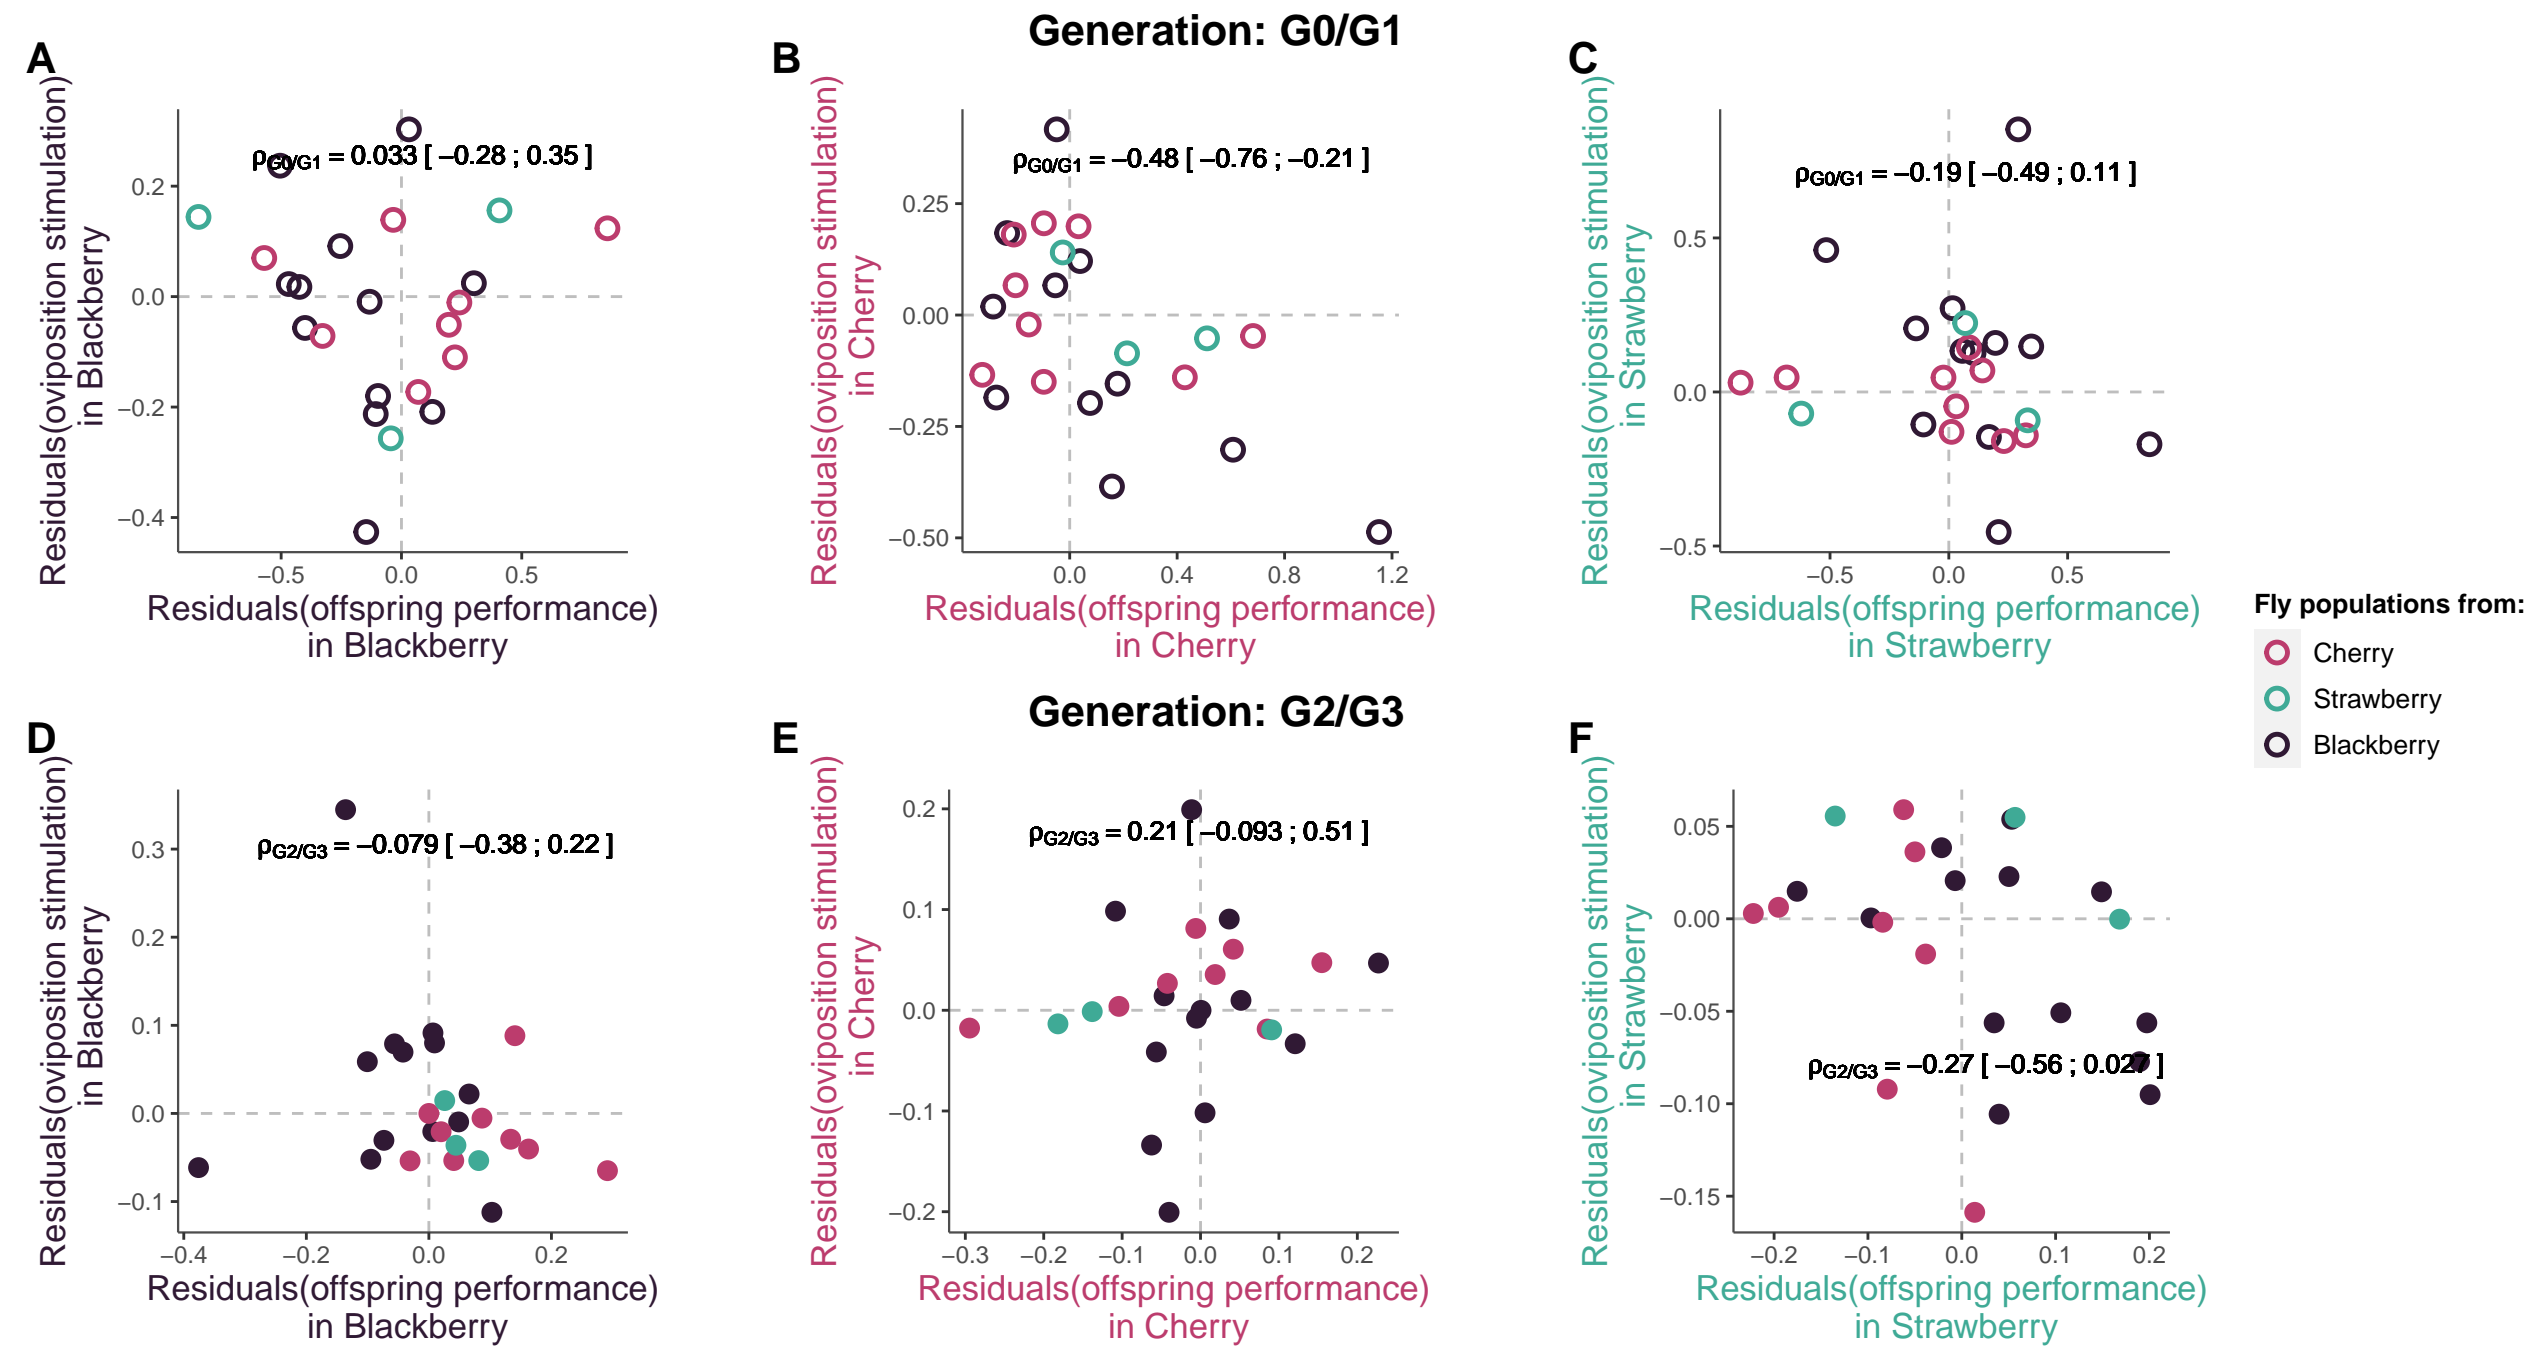 Generation: G0/G1
A
Residuals(oviposition stimulation)
in Blackberry
ρG0/G1 = 0.033 [ −0.28 ; 0.35 ]
0.2
0.0
−0.2
−0.4
−0.5
0.0
0.5
Residuals(offspring performance)
in Blackberry
B
Residuals(oviposition stimulation)
in Cherry
ρG0/G1 = −0.48 [ −0.76 ; −0.21 ]
0.25
0.00
−0.25
−0.50
0.0
0.4
0.8
1.2
Residuals(offspring performance)
in Cherry
C
Residuals(oviposition stimulation)
in Strawberry
ρG0/G1 = −0.19 [ −0.49 ; 0.11 ]
0.5
0.0
−0.5
−0.5
0.0
0.5
Residuals(offspring performance)
in Strawberry
Fly populations from:
Cherry
Strawberry
Blackberry
Generation: G2/G3
D
Residuals(oviposition stimulation)
in Blackberry
ρG2/G3 = −0.079 [ −0.38 ; 0.22 ]
0.3
0.2
0.1
0.0
−0.1
−0.4
−0.2
0.0
0.2
Residuals(offspring performance)
in Blackberry
E
Residuals(oviposition stimulation)
in Cherry
ρG2/G3 = 0.21 [ −0.093 ; 0.51 ]
0.2
0.1
0.0
−0.1
−0.2
−0.3
−0.2
−0.1
0.0
0.1
0.2
Residuals(offspring performance)
in Cherry
F
Residuals(oviposition stimulation)
in Strawberry
ρG2/G3 = −0.27 [ −0.56 ; 0.027 ]
0.05
0.00
−0.05
−0.10
−0.15
−0.2
−0.1
0.0
0.1
0.2
Residuals(offspring performance)
in Strawberry